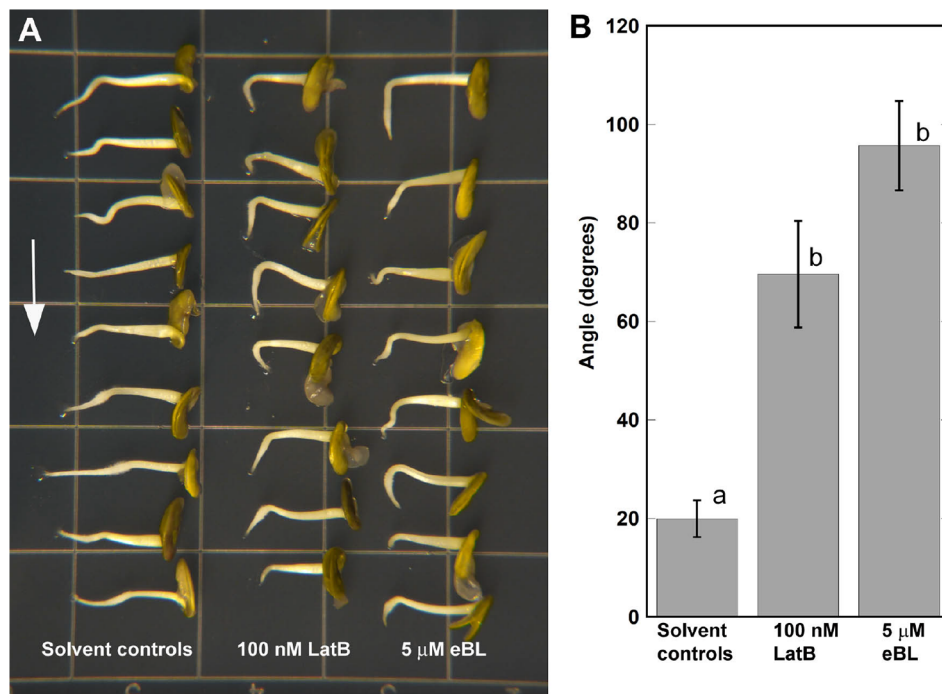 A
Solvent controls
100 nM LatB
5 μM eBL
B
Angle (degrees)
120
100
80
60
40
20
0
a
b
b
Solvent
controls
100 nM
LatB
5 μM
eBL